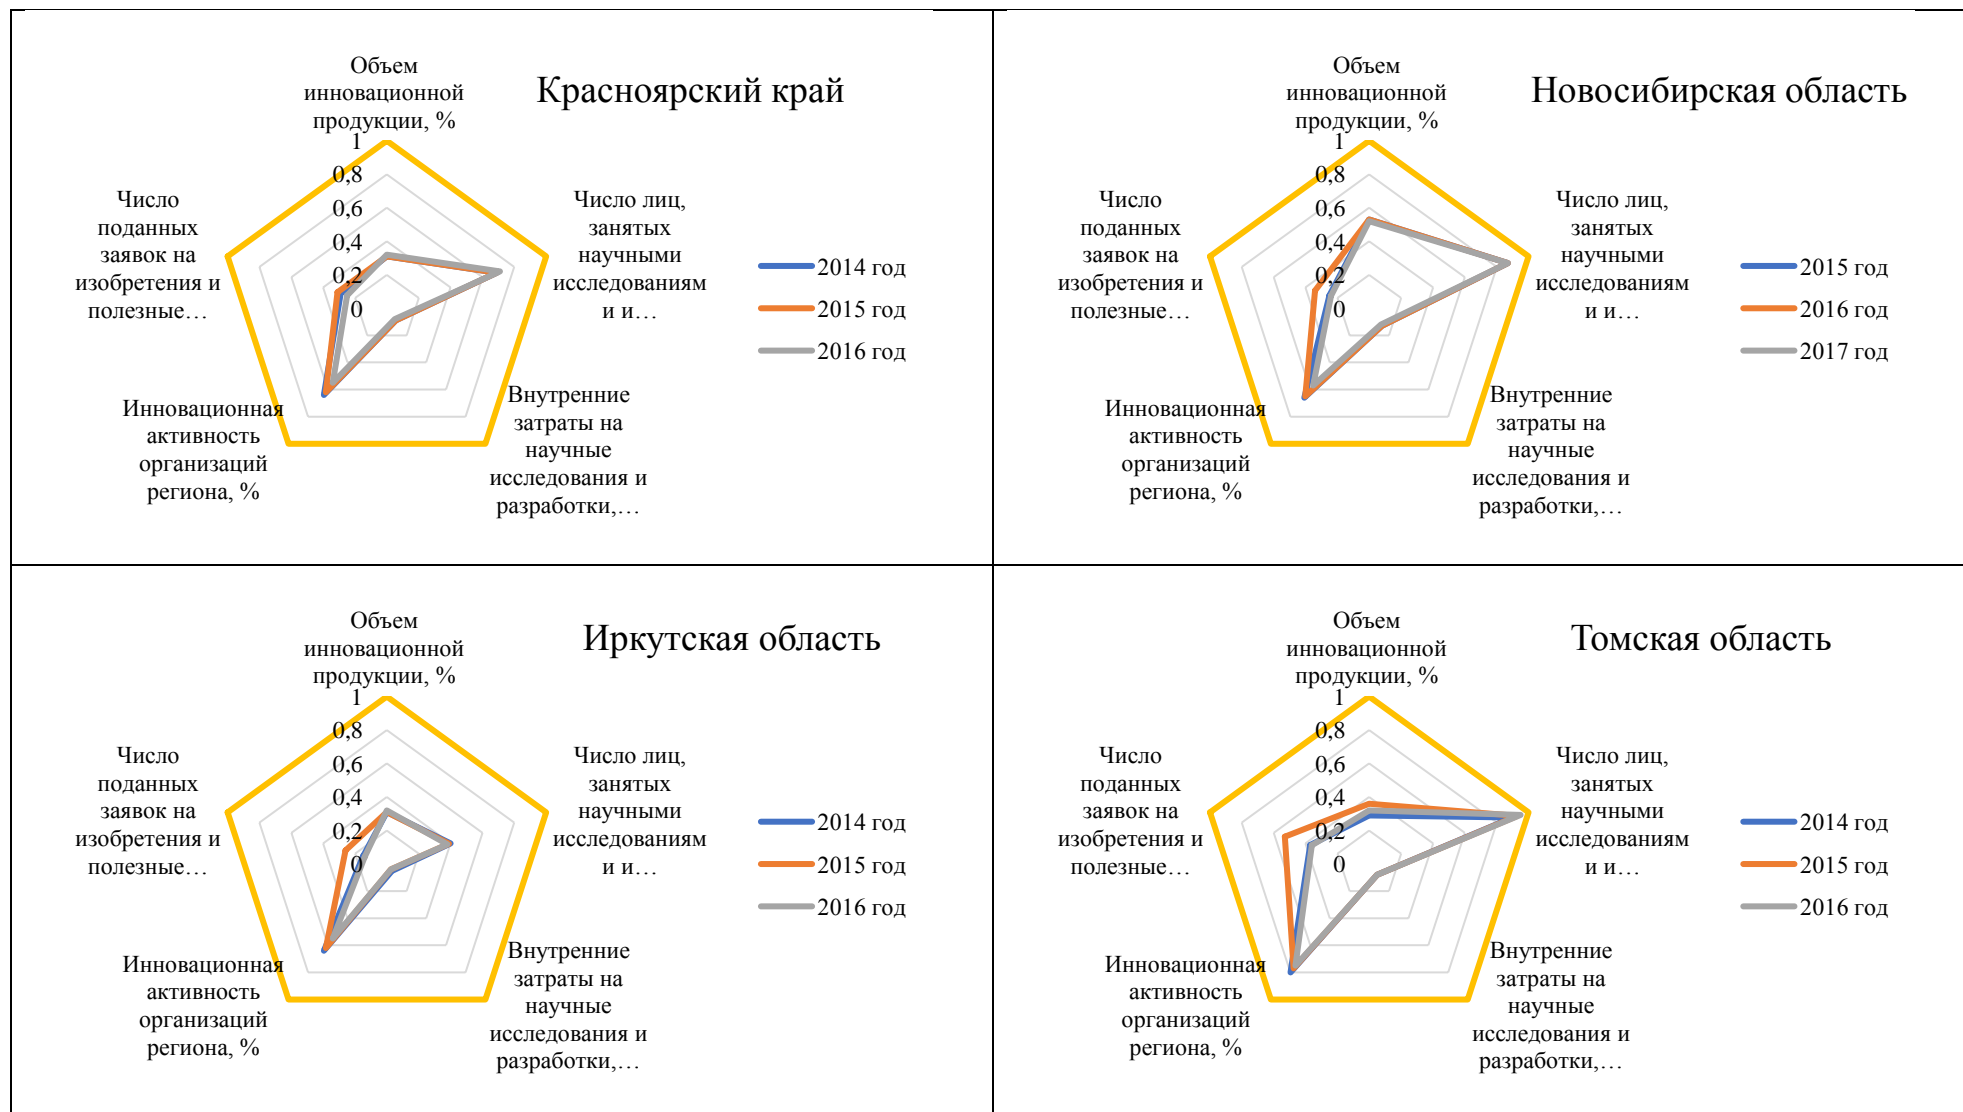 Красноярский край
Объем
инновационной
продукции, %
1
0,8
0,6
0,4
0,2
0
Число лиц,
занятых
научными
исследованиям
и и…
Внутренние
затраты на
научные
исследования и
разработки,…
Инновационная
активность
организаций
региона, %
Число
поданных
заявок на
изобретения и
полезные…
2014 год
2015 год
2016 год
Новосибирская область
Объем
инновационной
продукции, %
1
0,8
0,6
0,4
0,2
0
Число лиц,
занятых
научными
исследованиям
и и…
Внутренние
затраты на
научные
исследования и
разработки,…
Инновационная
активность
организаций
региона, %
Число
поданных
заявок на
изобретения и
полезные…
2015 год
2016 год
2017 год
Иркутская область
Объем
инновационной
продукции, %
1
0,8
0,6
0,4
0,2
0
Число лиц,
занятых
научными
исследованиям
и и…
Внутренние
затраты на
научные
исследования и
разработки,…
Инновационная
активность
организаций
региона, %
Число
поданных
заявок на
изобретения и
полезные…
2014 год
2015 год
2016 год
Томская область
Объем
инновационной
продукции, %
1
0,8
0,6
0,4
0,2
0
Число лиц,
занятых
научными
исследованиям
и и…
Внутренние
затраты на
научные
исследования и
разработки,…
Инновационная
активность
организаций
региона, %
Число
поданных
заявок на
изобретения и
полезные…
2014 год
2015 год
2016 год